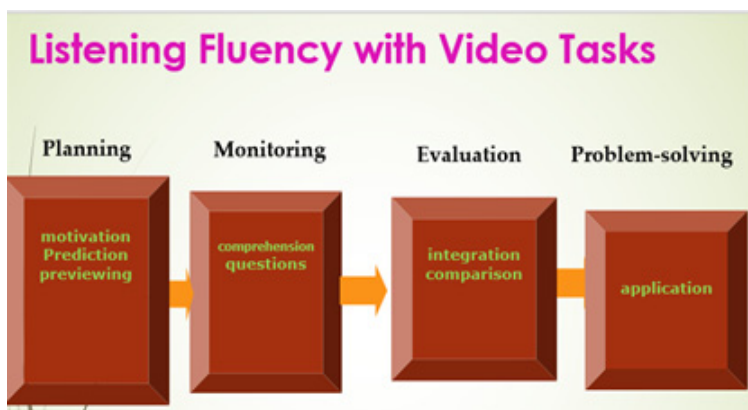 Listening Fluency with Video Tasks
Planning
Monitoring
Evaluation
Problem-solving
motivation
Prediction
previewing
comprehension
questions
integration
comparison
application